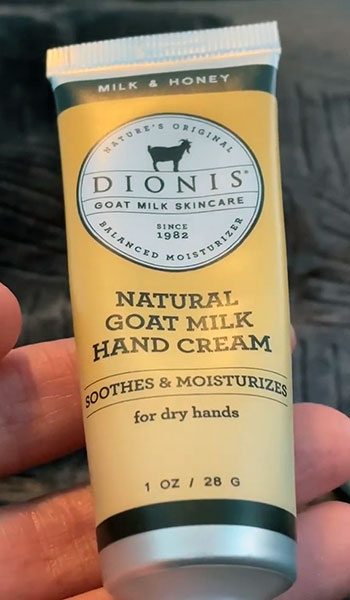 MILK & HONEY
NATURE'S ORIGINAL
DIONIS®
GOAT MILK SKINCARE
SINCE
1982
BALANCED MOISTURIZER
NATURAL
GOAT MILK
HAND CREAM
SOOTHES & MOISTURIZES
for dry hands
1 OZ / 28 G